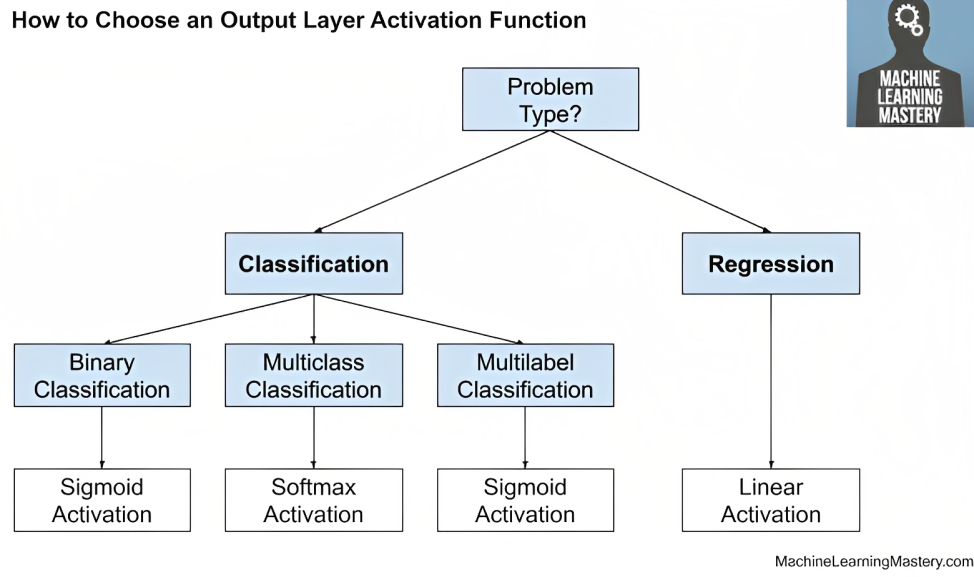 How to Choose an Output Layer Activation Function
MACHINE
LEARNING
MASTERY
Problem
Type?
Classification
Regression
Binary
Classification
Multiclass
Classification
Multilabel
Classification
Sigmoid
Activation
Softmax
Activation
Sigmoid
Activation
Linear
Activation
MachineLearningMastery.com